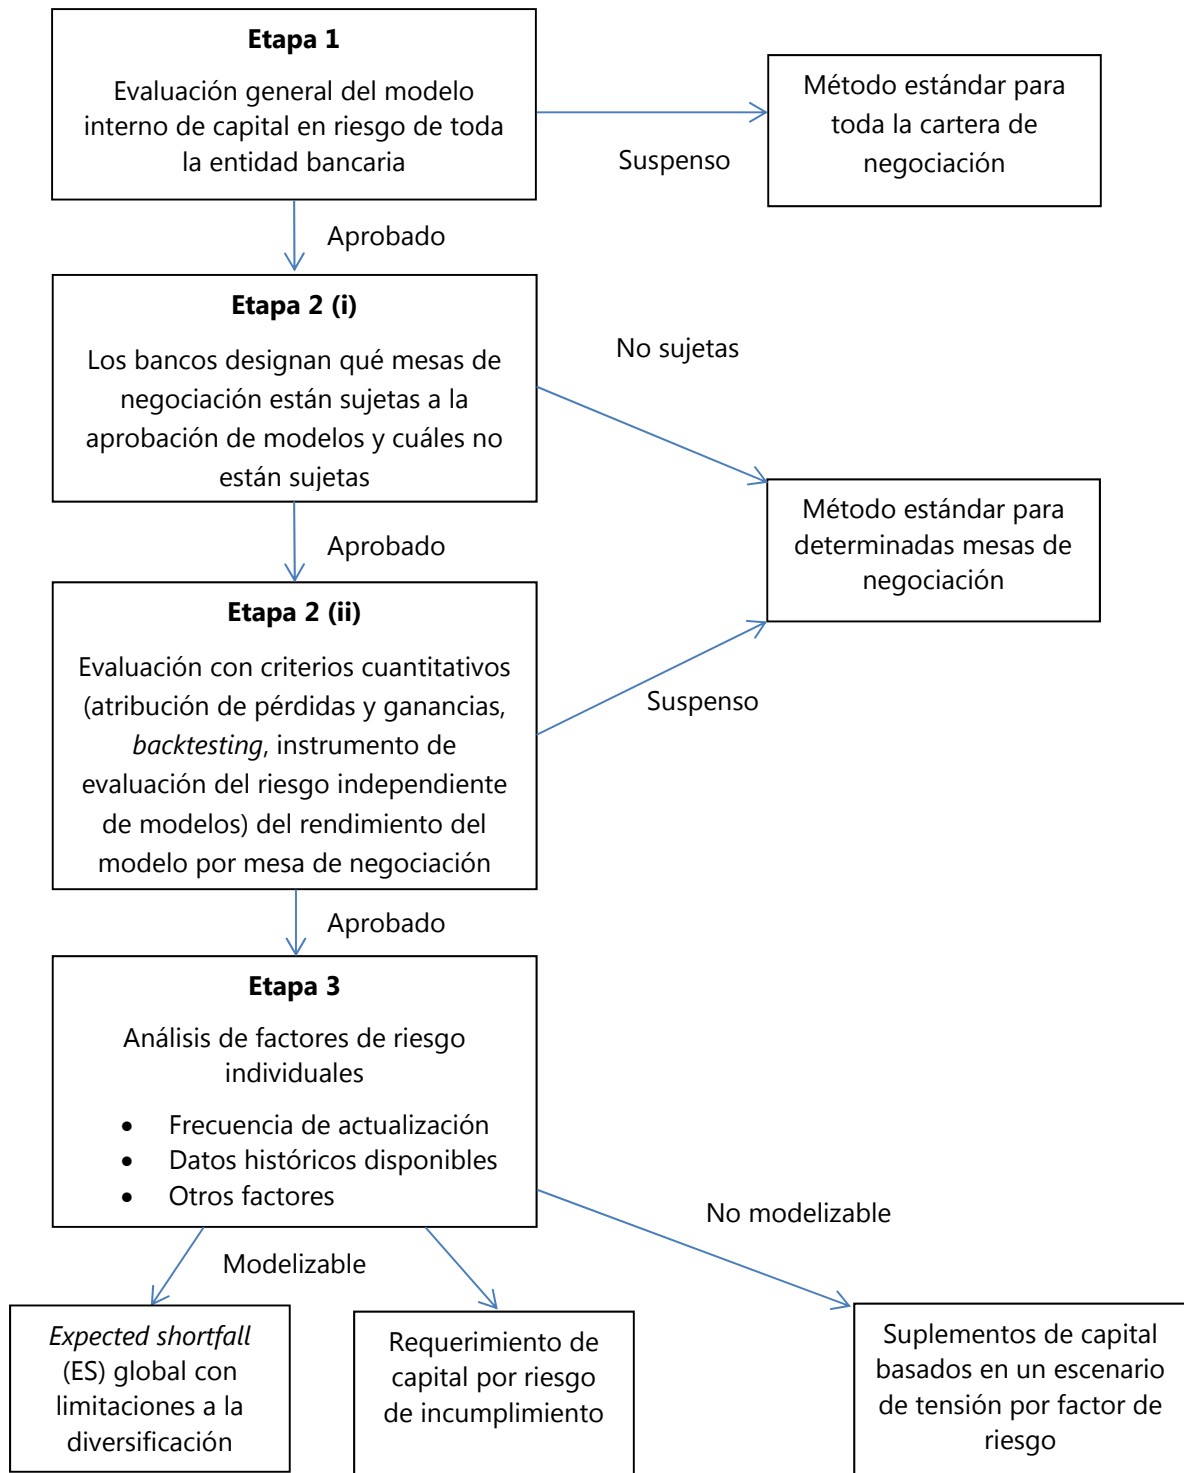 Etapa 1
Evaluación general del modelo
interno de capital en riesgo de toda
la entidad bancaria
Suspenso
Método estándar para
toda la cartera de
negociación
Aprobado
Etapa 2 (i)
Los bancos designan qué mesas de
negociación están sujetas a la
aprobación de modelos y cuáles no
están sujetas
No sujetas
Método estándar para
determinadas mesas de
negociación
Aprobado
Etapa 2 (ii)
Evaluación con criterios cuantitativos
(atribución de pérdidas y ganancias,
backtesting, instrumento de
evaluación del riesgo independiente
de modelos) del rendimiento del
modelo por mesa de negociación
Suspenso
Aprobado
Etapa 3
Análisis de factores de riesgo
individuales
• Frecuencia de actualización
• Datos históricos disponibles
• Otros factores
No modelizable
Modelizable
Expected shortfall
(ES) global con
limitaciones a la
diversificación
Requerimiento de
capital por riesgo
de incumplimiento
Suplementos de capital
basados en un escenario
de tensión por factor de
riesgo